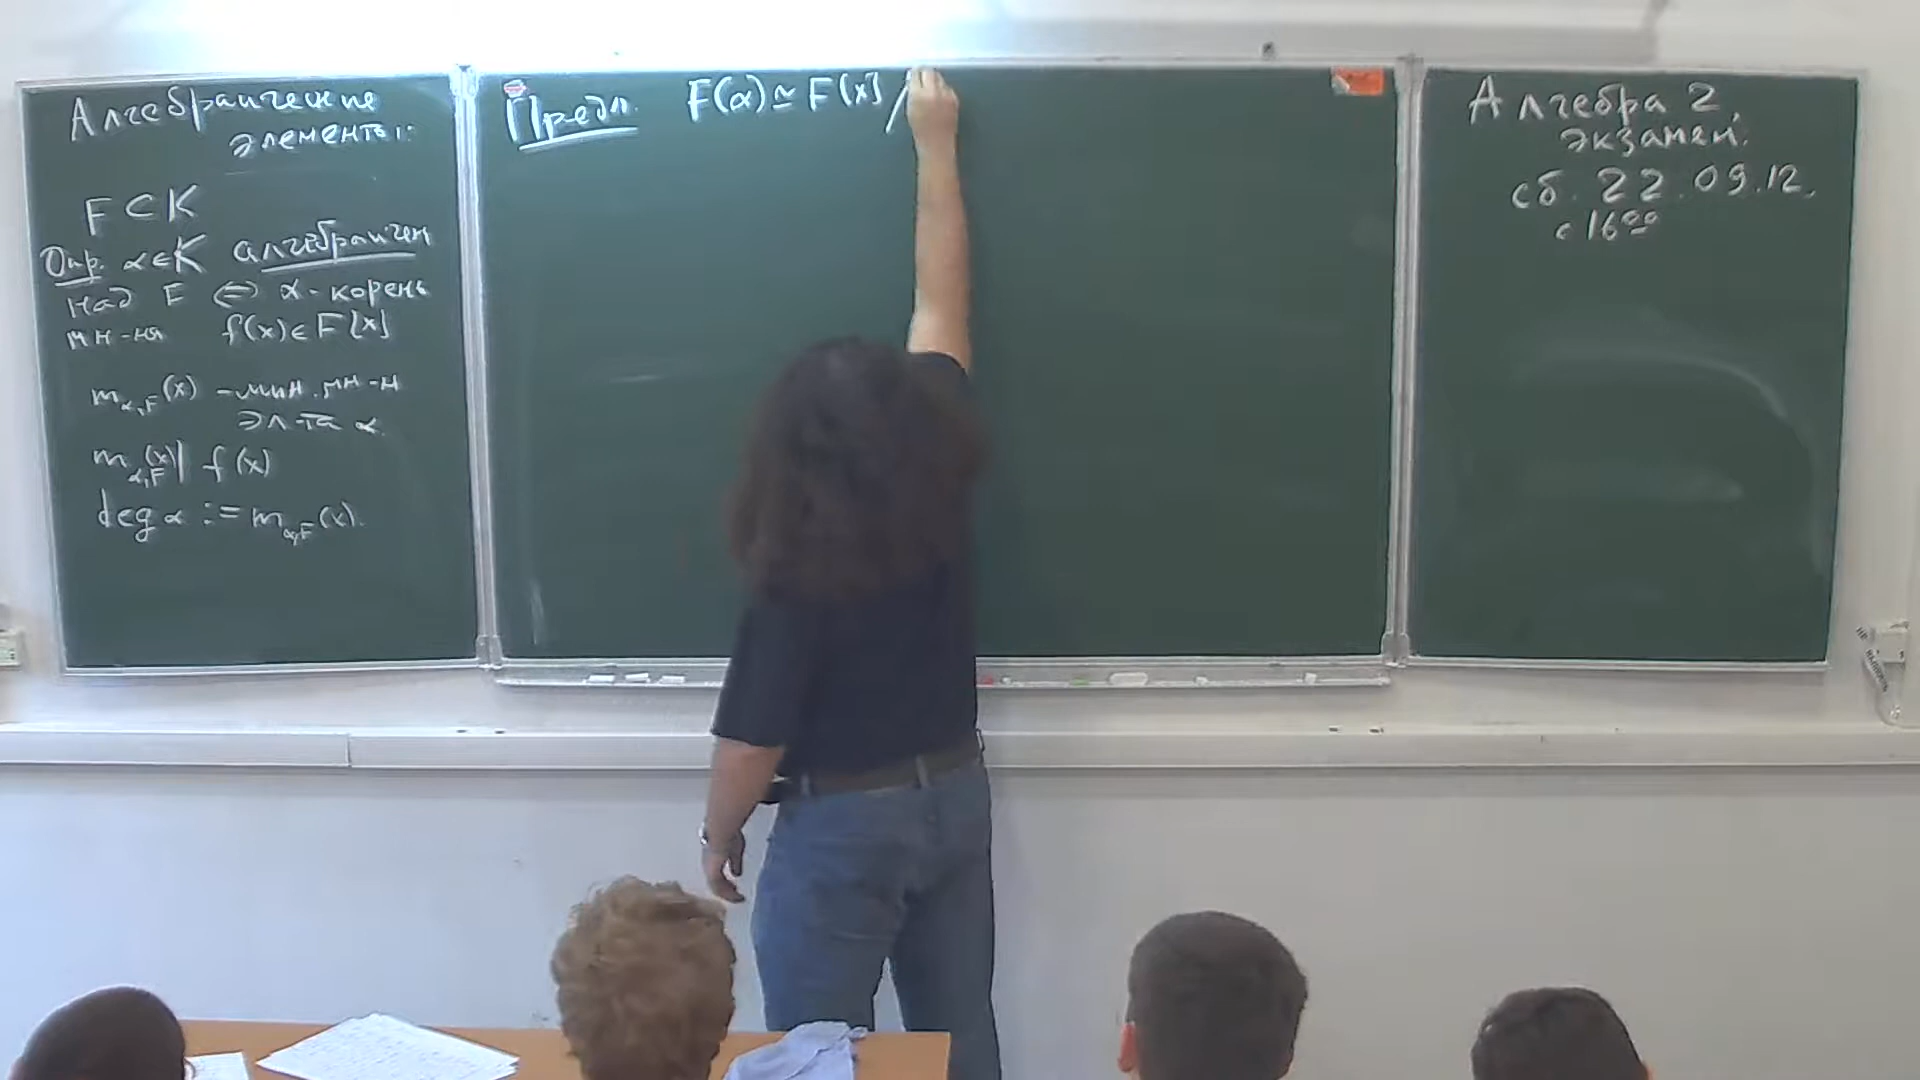 Алгебраические
элементы:
F ⊂ K
Опр. α∈K алгебраичен
над F ⇔ α - корень
мн-на f(x)∈F[x]
m_{α,F}(x) - мин. мн-н
эл-та α.
m_{α,F}(x) | f(x)
deg α := m_{α,F}(x).
Предл. F(α) ≃ F[x] /
Алгебра 2,
экзамен.
сб. 22.09.12.
с 16⁰⁰